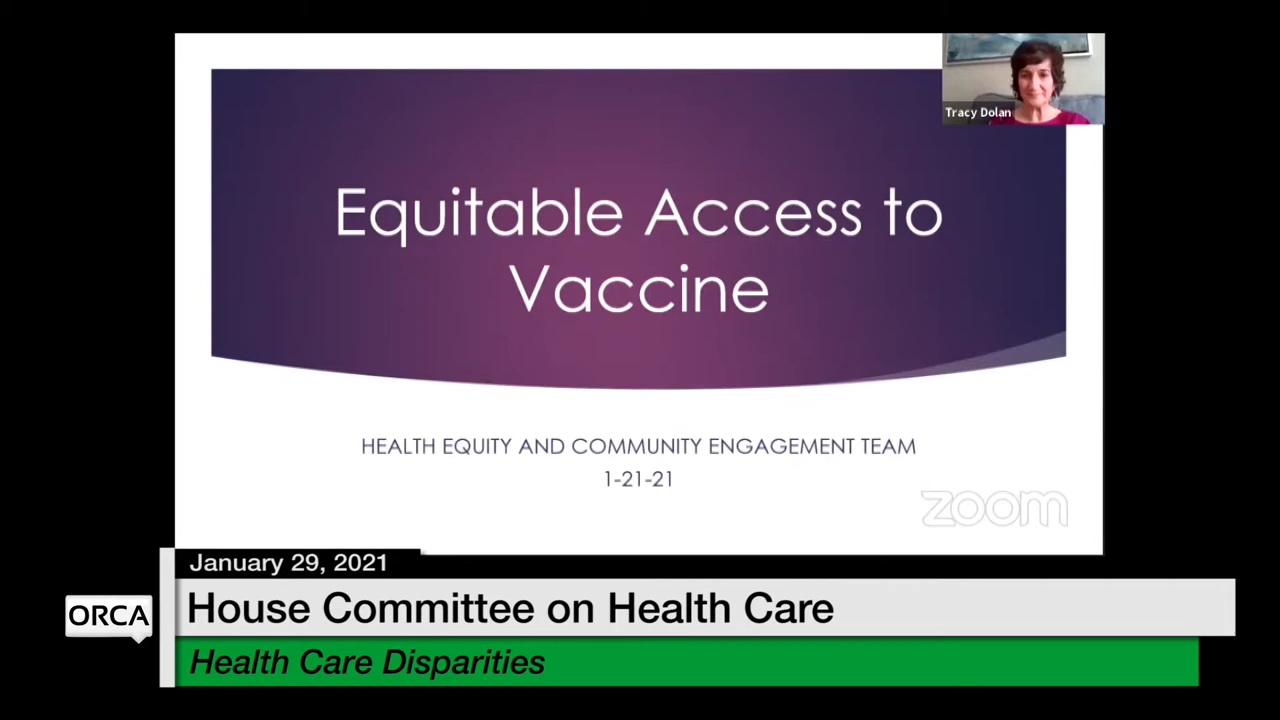 Tracy Dolan
Equitable Access to
Vaccine
HEALTH EQUITY AND COMMUNITY ENGAGEMENT TEAM
1-21-21
zoom
January 29, 2021
ORCA
House Committee on Health Care
Health Care Disparities